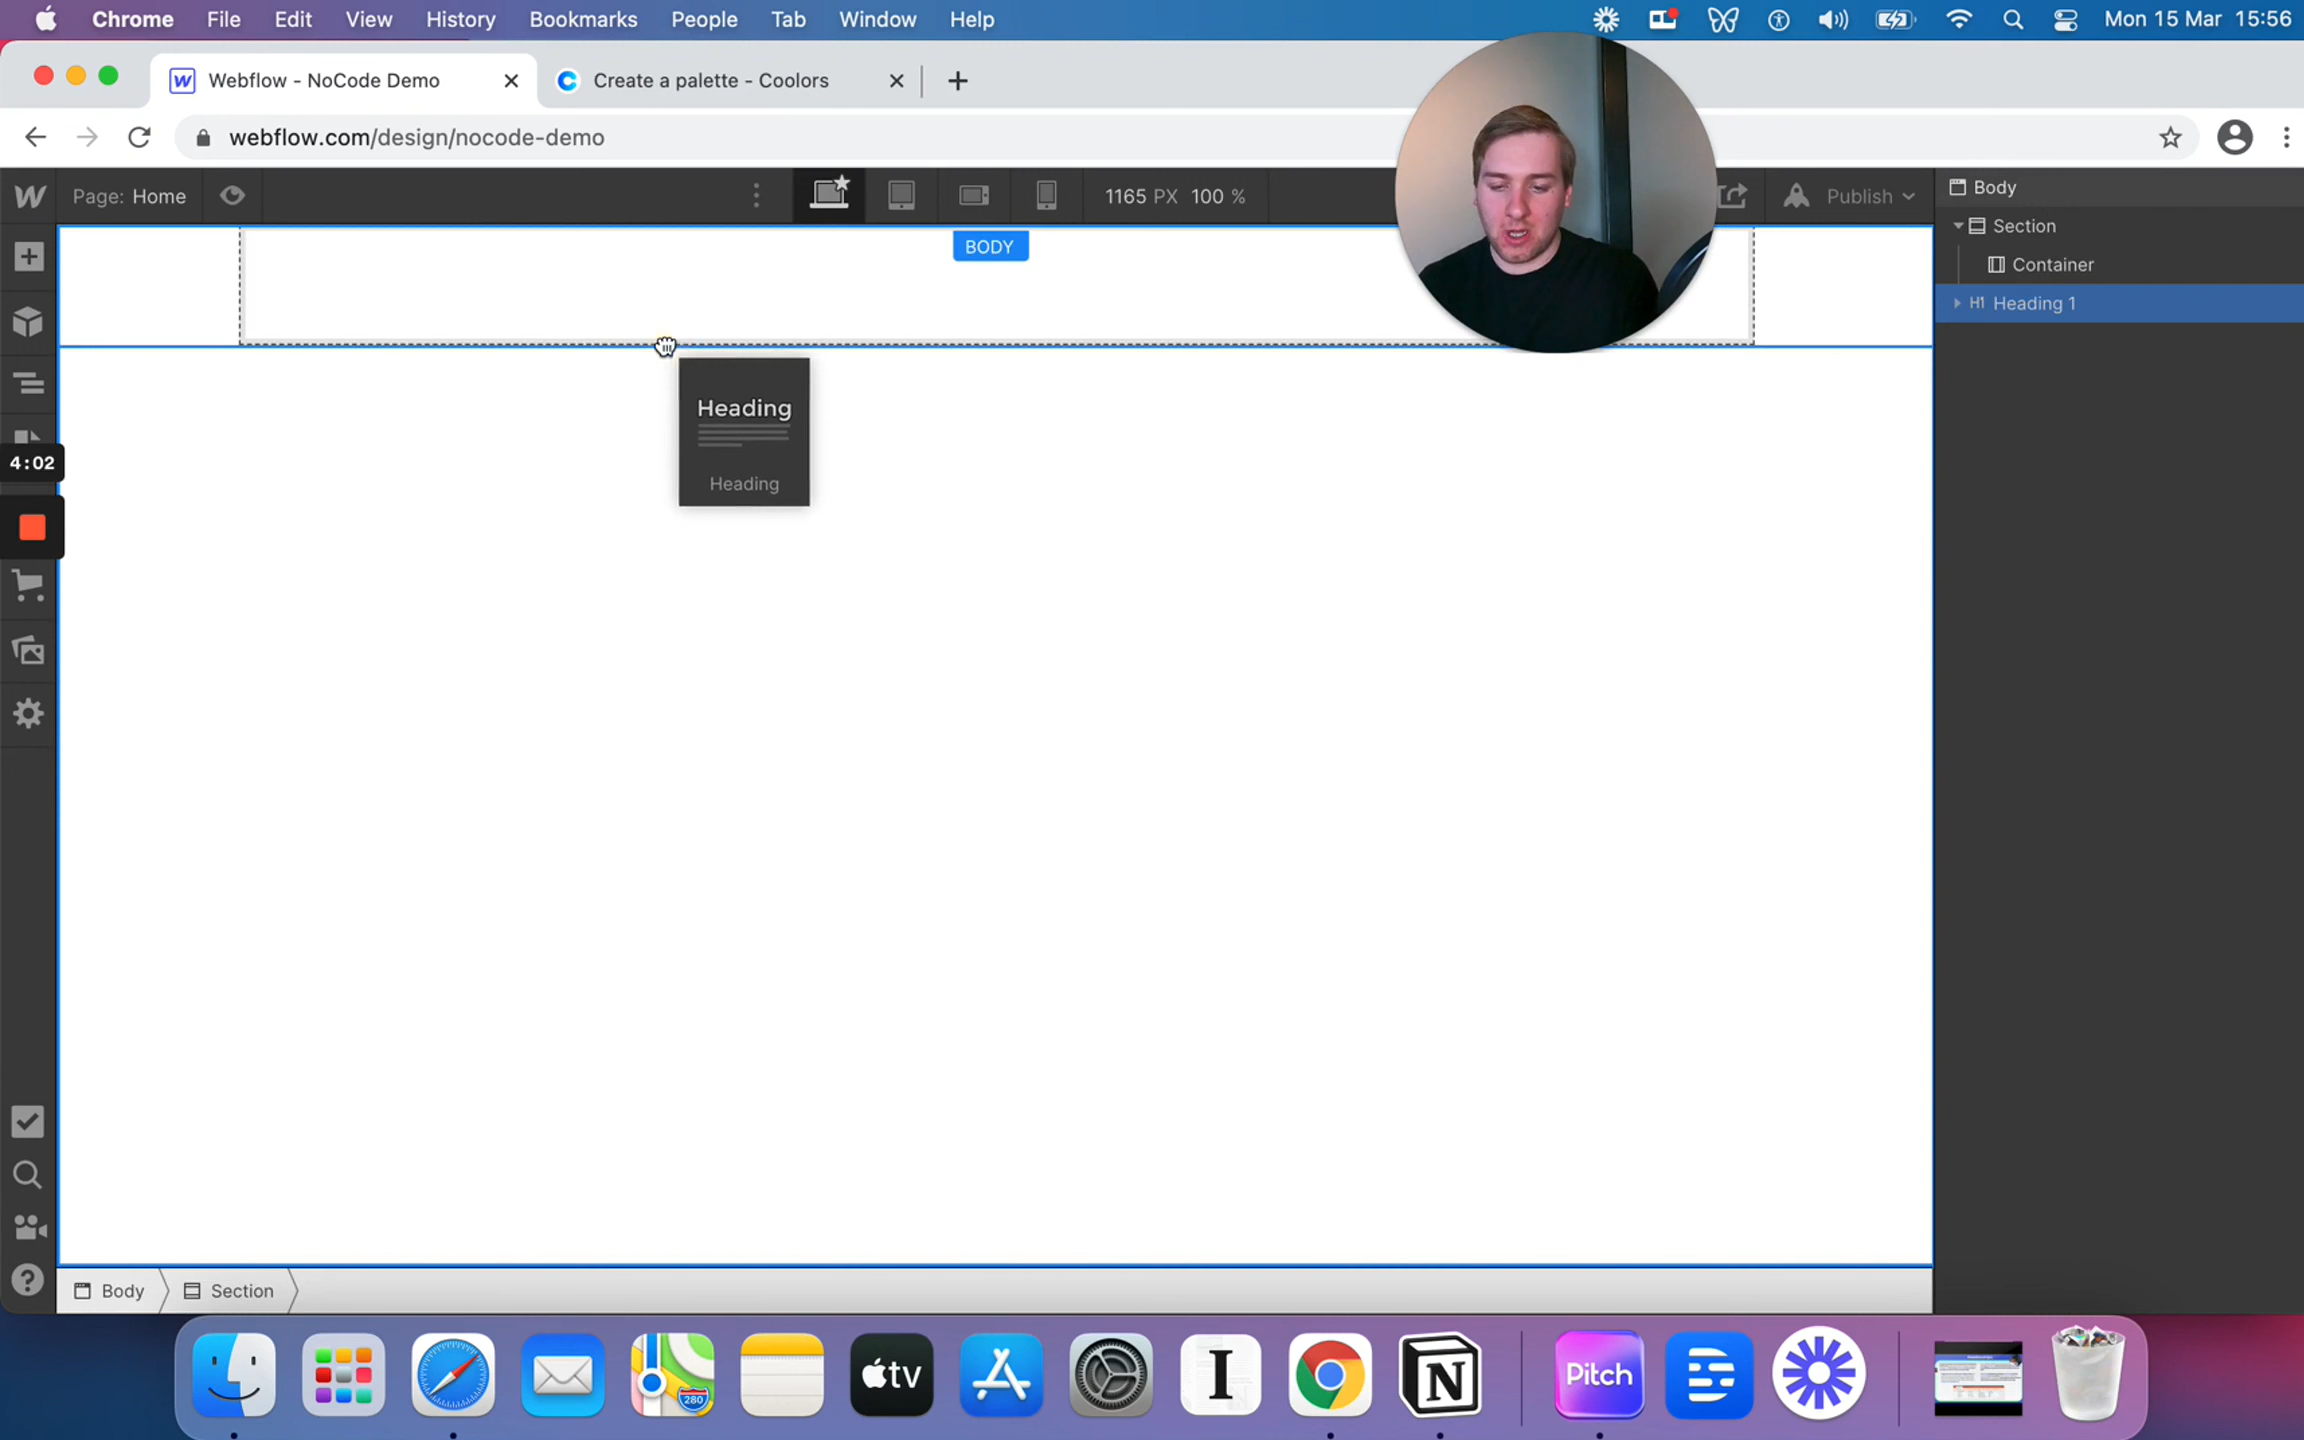 Chrome File Edit View History Bookmarks People Tab Window Help Mon 15 Mar 15:56
Webflow - NoCode Demo Create a palette - Coolors
webflow.com/design/nocode-demo
Page: Home 1165 PX 100 % Publish
Body
Section
Container
H1 Heading 1
BODY
Heading
Heading
4:02
Body Section
280
tv
I
N
Pitch